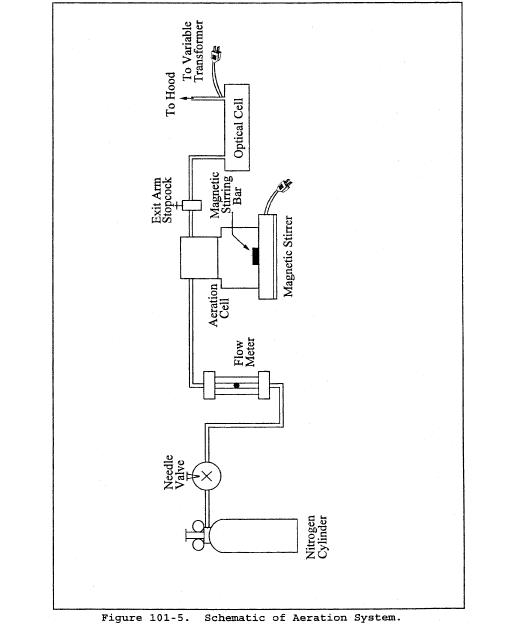 Nitrogen
Cylinder
Needle
Valve
Flow
Meter
Aeration
Cell
Magnetic Stirrer
Magnetic
Stirring
Bar
Exit Arm
Stopcock
Optical Cell
To Hood
To Variable
Transformer
Figure 101-5. Schematic of Aeration System.